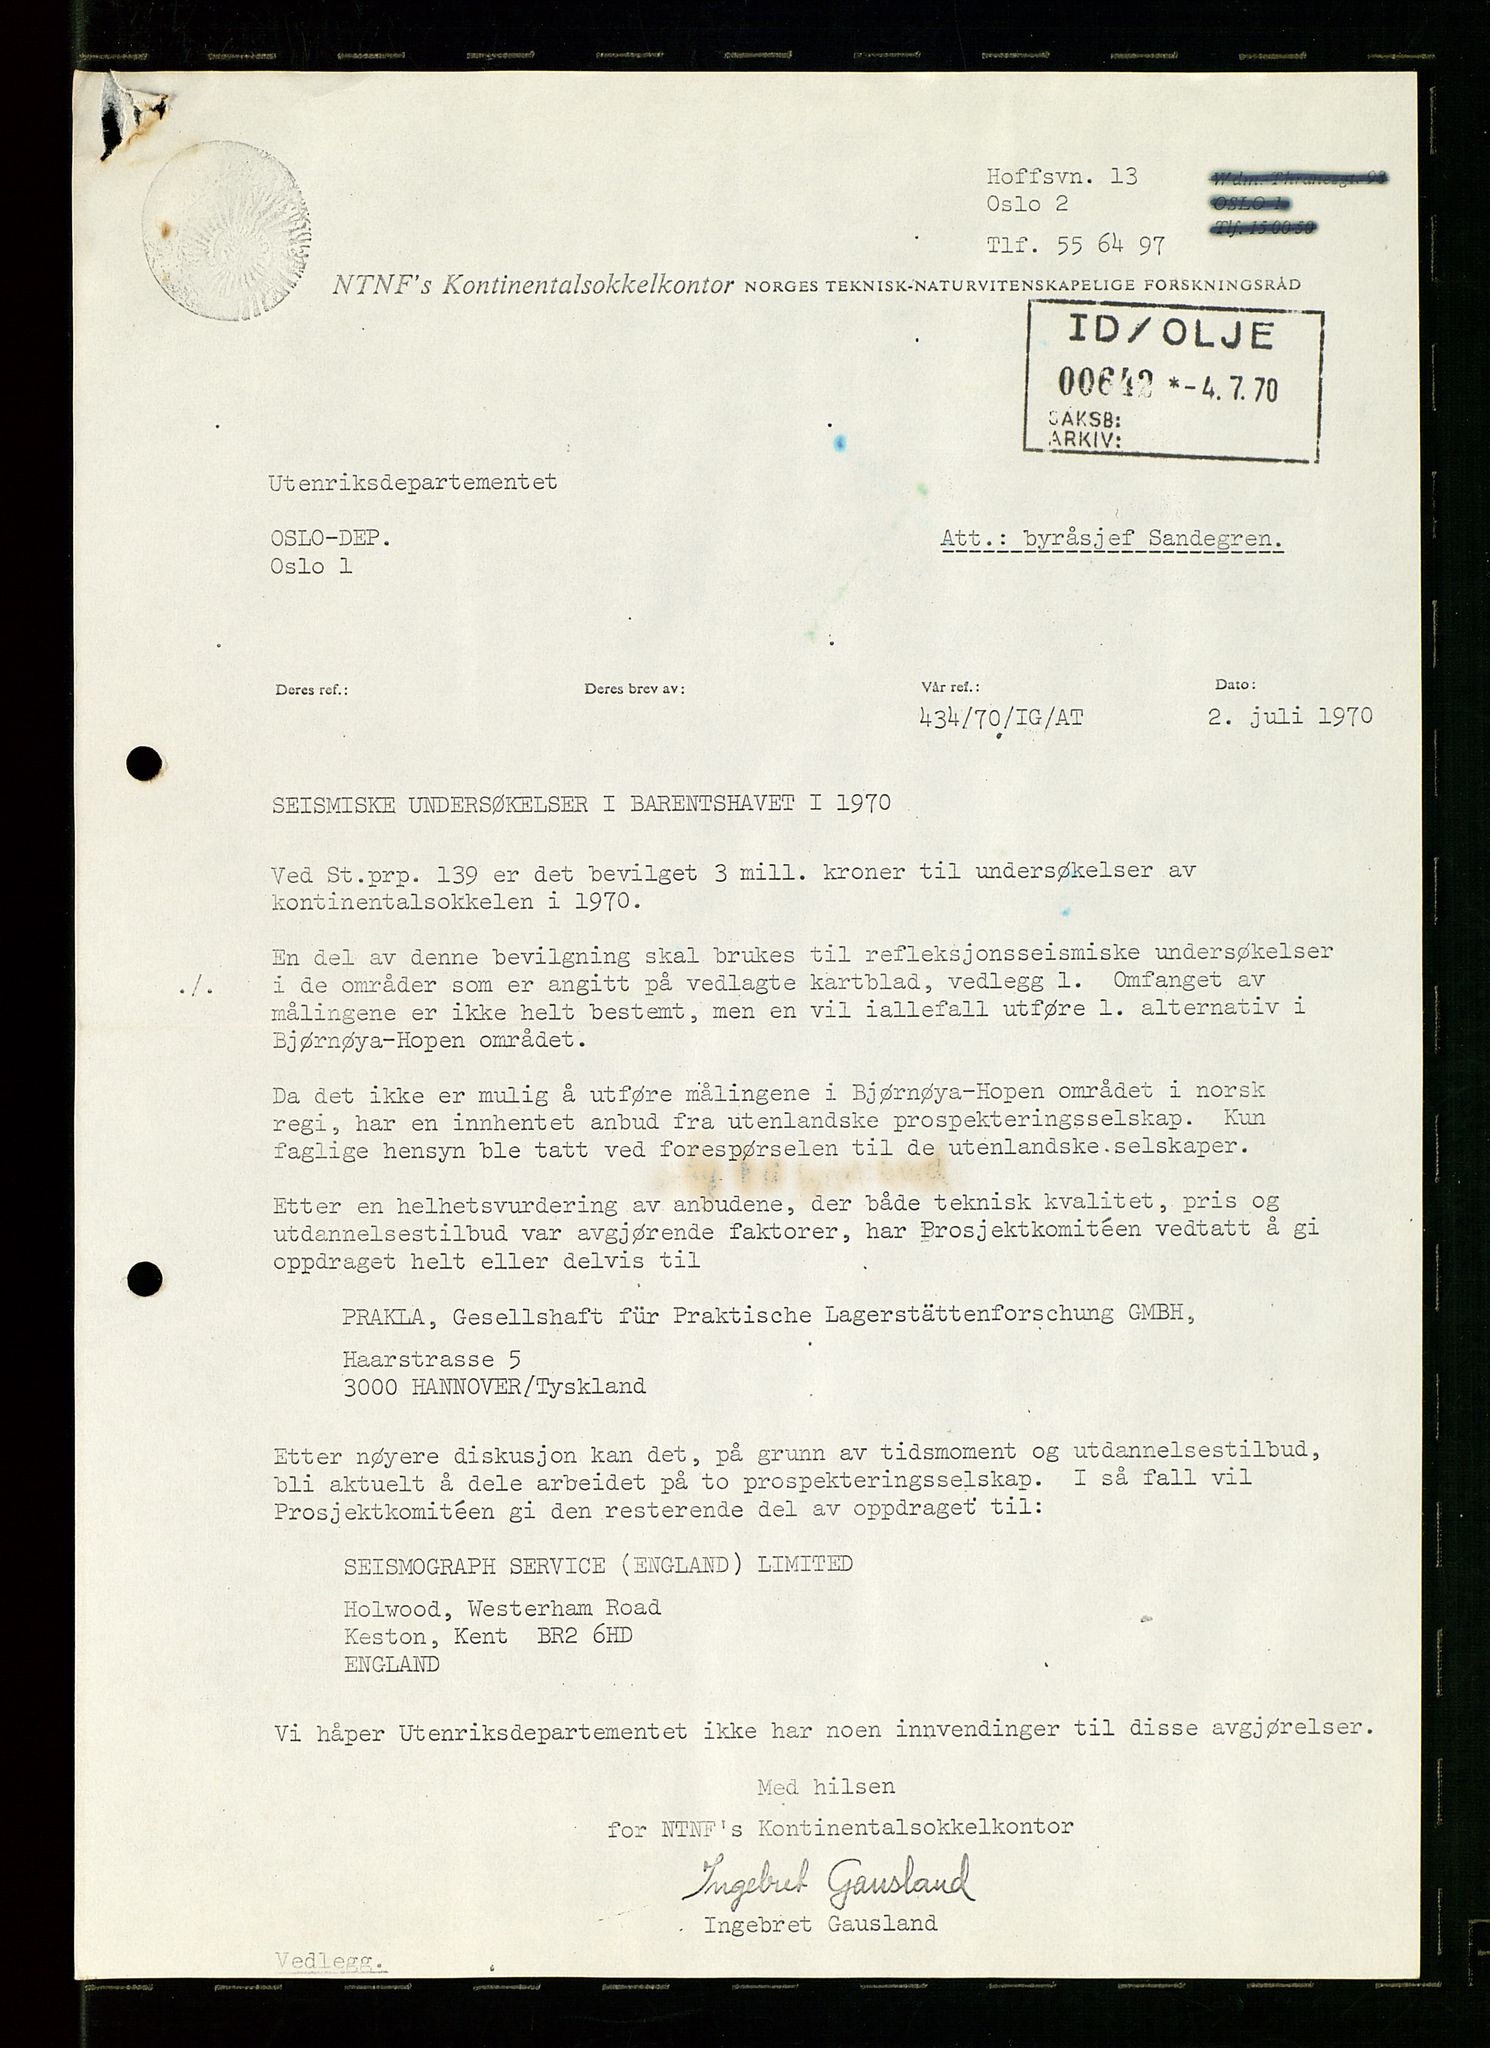 Hoffsvn. 13
Oslo 2
Tlf. 55 64 97
OSLO 1
Tlf. 15 00 50
NTNF's Kontinentalsokkelkontor NORGES TEKNISK-NATURVITENSKAPELIGE FORSKNINGSRÅD
ID/OLJE
00642 *-4.7.70
SAKSB:
ARKIV:
Utenriksdepartementet
OSLO-DEP.
Oslo 1
Att.: byråsjef Sandegren.
Deres ref.: Deres brev av: Vår ref.: Dato:
434/70/IG/AT 2. juli 1970
SEISMISKE UNDERSØKELSER I BARENTSHAVET I 1970
Ved St.prp. 139 er det bevilget 3 mill. kroner til undersøkelser av
kontinentalsokkelen i 1970.
En del av denne bevilgning skal brukes til refleksjonsseismiske undersøkelser
./. i de områder som er angitt på vedlagte kartblad, vedlegg 1. Omfanget av
målingene er ikke helt bestemt, men en vil iallefall utføre 1. alternativ i
Bjørnøya-Hopen området.
Da det ikke er mulig å utføre målingene i Bjørnøya-Hopen området i norsk
regi, har en innhentet anbud fra utenlandske prospekteringsselskap. Kun
faglige hensyn ble tatt ved forespørselen til de utenlandske selskaper.
Etter en helhetsvurdering av anbudene, der både teknisk kvalitet, pris og
utdannelsestilbud var avgjørende faktorer, har Prosjektkomitéen vedtatt å gi
oppdraget helt eller delvis til
PRAKLA, Gesellshaft für Praktische Lagerstättenforschung GMBH,
Haarstrasse 5
3000 HANNOVER/Tyskland
Etter nøyere diskusjon kan det, på grunn av tidsmoment og utdannelsestilbud,
bli aktuelt å dele arbeidet på to prospekteringsselskap. I så fall vil
Prosjektkomitéen gi den resterende del av oppdraget til:
SEISMOGRAPH SERVICE (ENGLAND) LIMITED
Holwood, Westerham Road
Keston, Kent BR2 6HD
ENGLAND
Vi håper Utenriksdepartementet ikke har noen innvendinger til disse avgjørelser.
Med hilsen
for NTNF's Kontinentalsokkelkontor
Ingebret Gausland
Ingebret Gausland
Vedlegg.